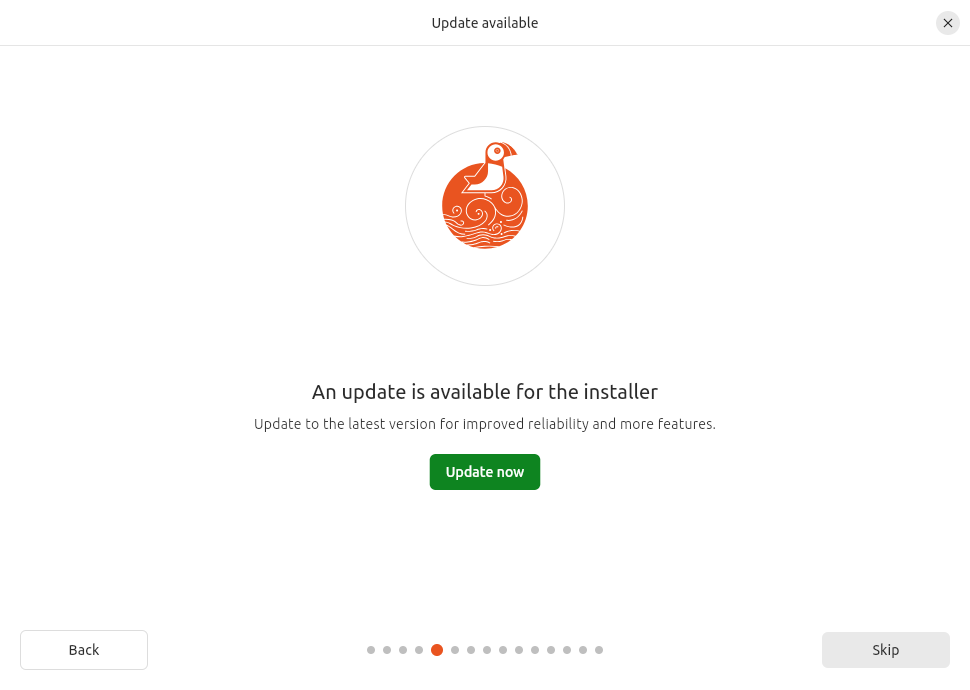 Update available
An update is available for the installer
Update to the latest version for improved reliability and more features.
Update now
Back
Skip